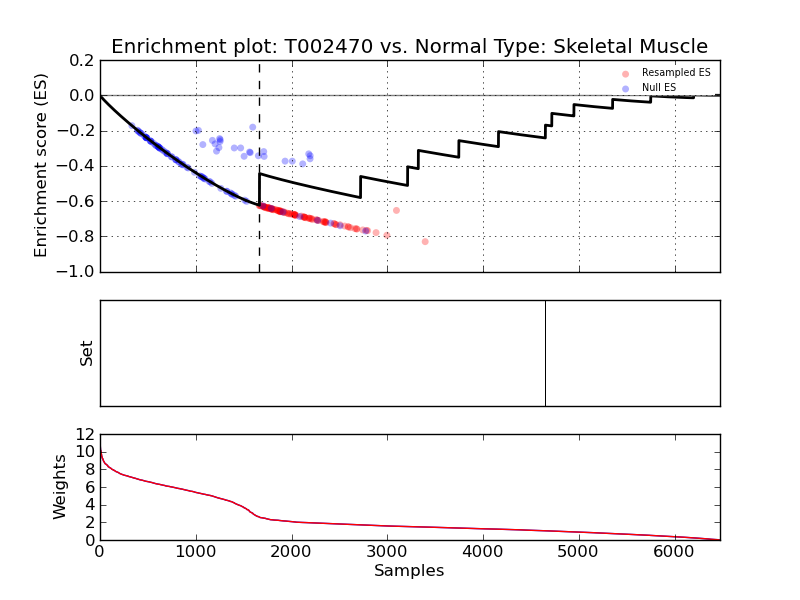 Enrichment plot: T002470 vs. Normal Type: Skeletal Muscle
Enrichment score (ES)
0.2
0.0
−0.2
−0.4
−0.6
−0.8
−1.0
Resampled ES
Null ES
Set
Weights
12
10
8
6
4
2
0
0 1000 2000 3000 4000 5000 6000
Samples